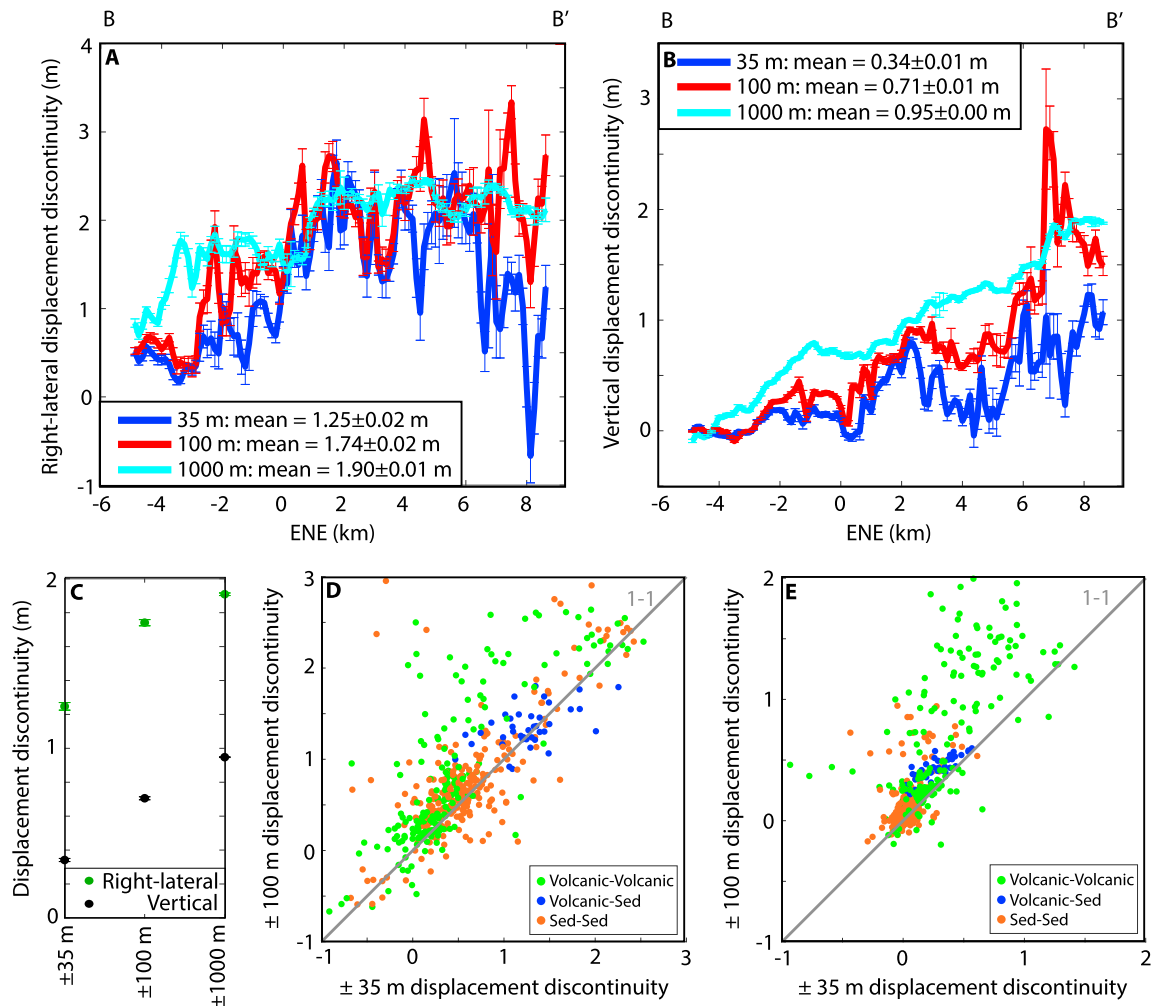 B
B′
A
Right-lateral displacement discontinuity (m)
4
3
2
1
0
-1
35 m: mean = 1.25±0.02 m
100 m: mean = 1.74±0.02 m
1000 m: mean = 1.90±0.01 m
-6
-4
-2
0
2
4
6
8
ENE (km)
B
B′
B
Vertical displacement discontinuity (m)
3
2
1
0
35 m: mean = 0.34±0.01 m
100 m: mean = 0.71±0.01 m
1000 m: mean = 0.95±0.00 m
-6
-4
-2
0
2
4
6
8
ENE (km)
C
Displacement discontinuity (m)
2
1
0
Right-lateral
Vertical
±35 m
±100 m
±1000 m
D
± 100 m displacement discontinuity
3
2
1
0
-1
1-1
Volcanic-Volcanic
Volcanic-Sed
Sed-Sed
-1
0
1
2
3
± 35 m displacement discontinuity
E
± 100 m displacement discontinuity
2
1
0
-1
1-1
Volcanic-Volcanic
Volcanic-Sed
Sed-Sed
-1
0
1
2
± 35 m displacement discontinuity